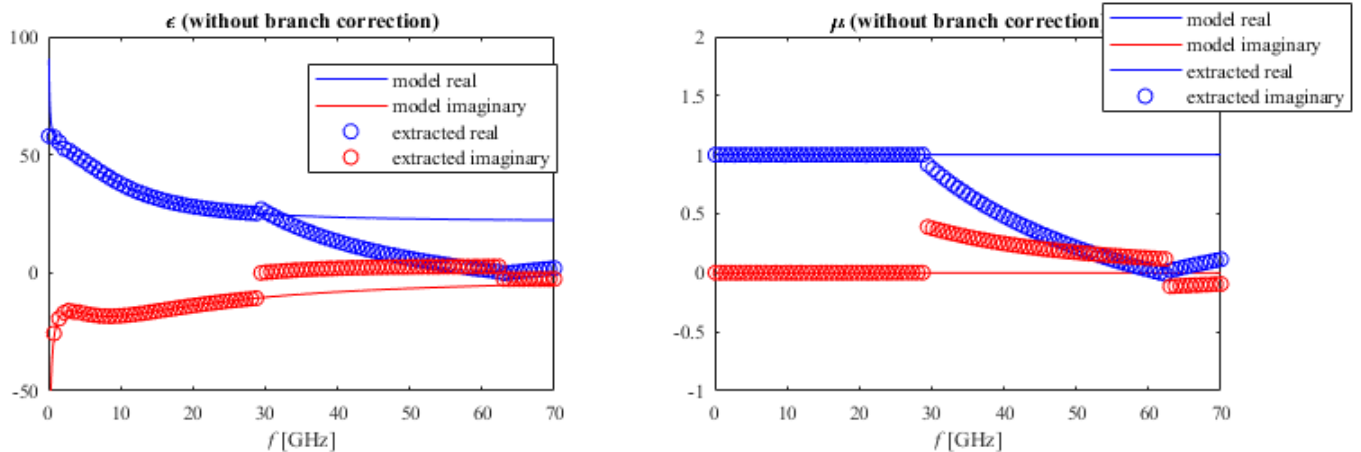 ϵ (without branch correction)
100
50
0
-50
0 10 20 30 40 50 60 70
f [GHz]
model real
model imaginary
extracted real
extracted imaginary
μ (without branch correction)
2
1.5
1
0.5
0
-0.5
-1
0 10 20 30 40 50 60 70
f [GHz]
model real
model imaginary
extracted real
extracted imaginary